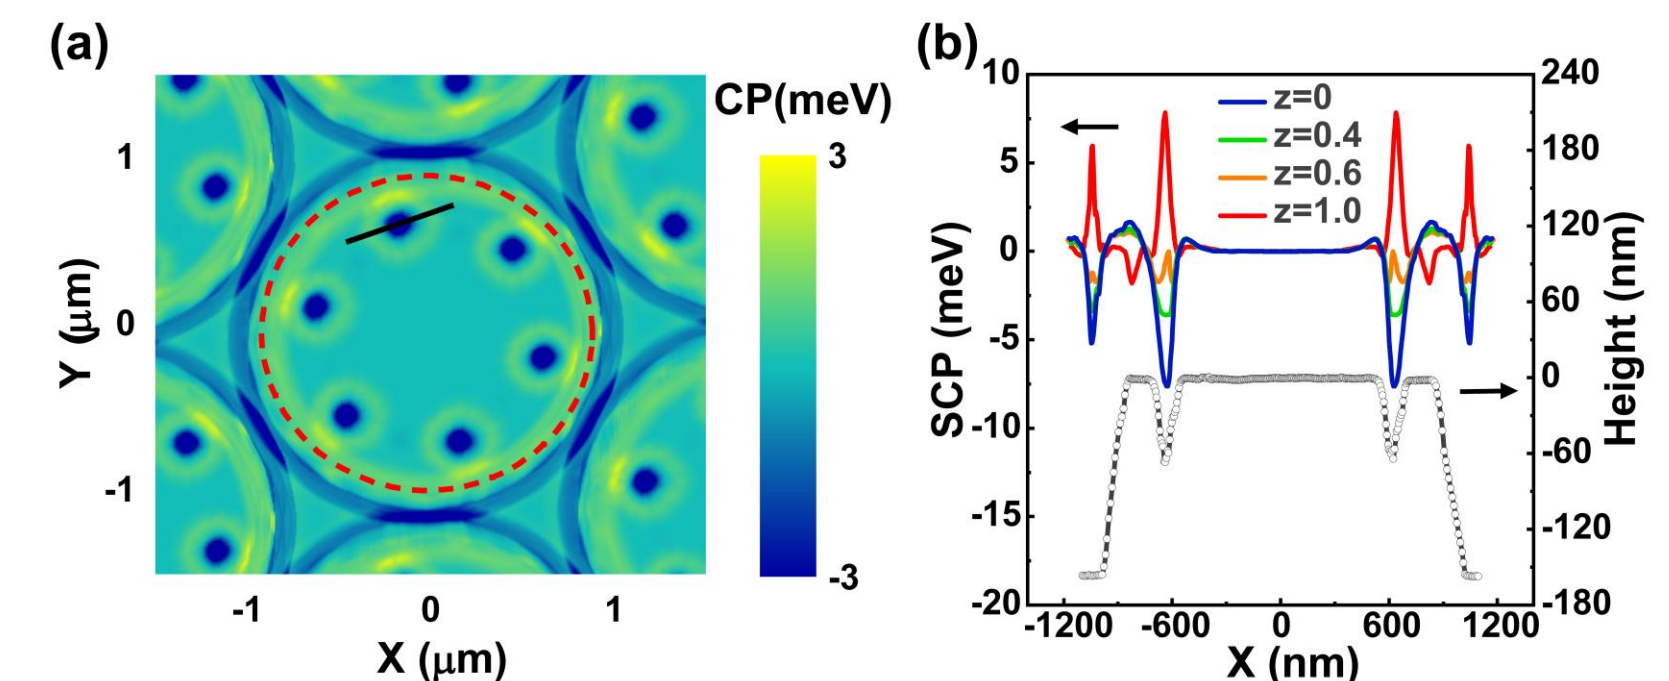 (a)
CP(meV)
3
-3
1
0
-1
Y (μm)
-1
0
1
X (μm)
(b)
z=0
z=0.4
z=0.6
z=1.0
10
5
0
-5
-10
-15
-20
SCP (meV)
240
180
120
60
0
-60
-120
-180
Height (nm)
-1200
-600
0
600
1200
X (nm)